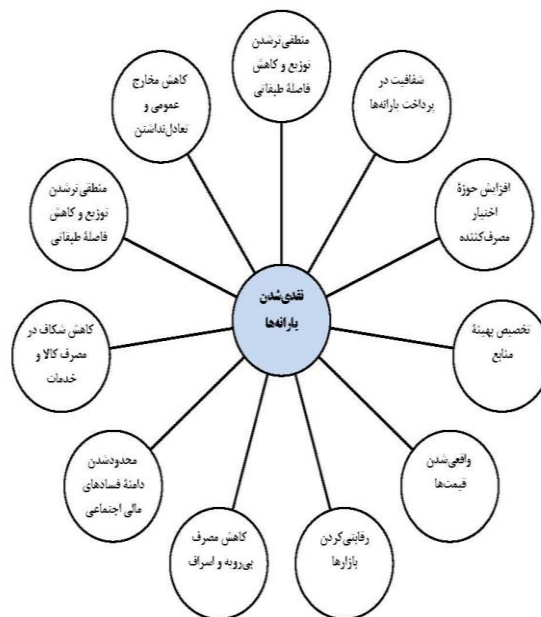 منطقی‌ترشدن
توزیع و کاهش
فاصلهٔ طبقاتی
شفافیت در
پرداخت یارانه‌ها
افزایش حوزهٔ
اختیار
مصرف‌کننده
تخصیص بهینهٔ
منابع
واقعی‌شدن
قیمت‌ها
رقابتی‌کردن
بازارها
کاهش مصرف
بی‌رویه و اسراف
محدودشدن
دامنهٔ فسادهای
مالی اجتماعی
کاهش شکاف در
مصرف کالا و
خدمات
منطقی‌ترشدن
توزیع و کاهش
فاصلهٔ طبقاتی
کاهش مخارج
عمومی و
تعادل‌نداشتن
نقدی‌شدن
یارانه‌ها